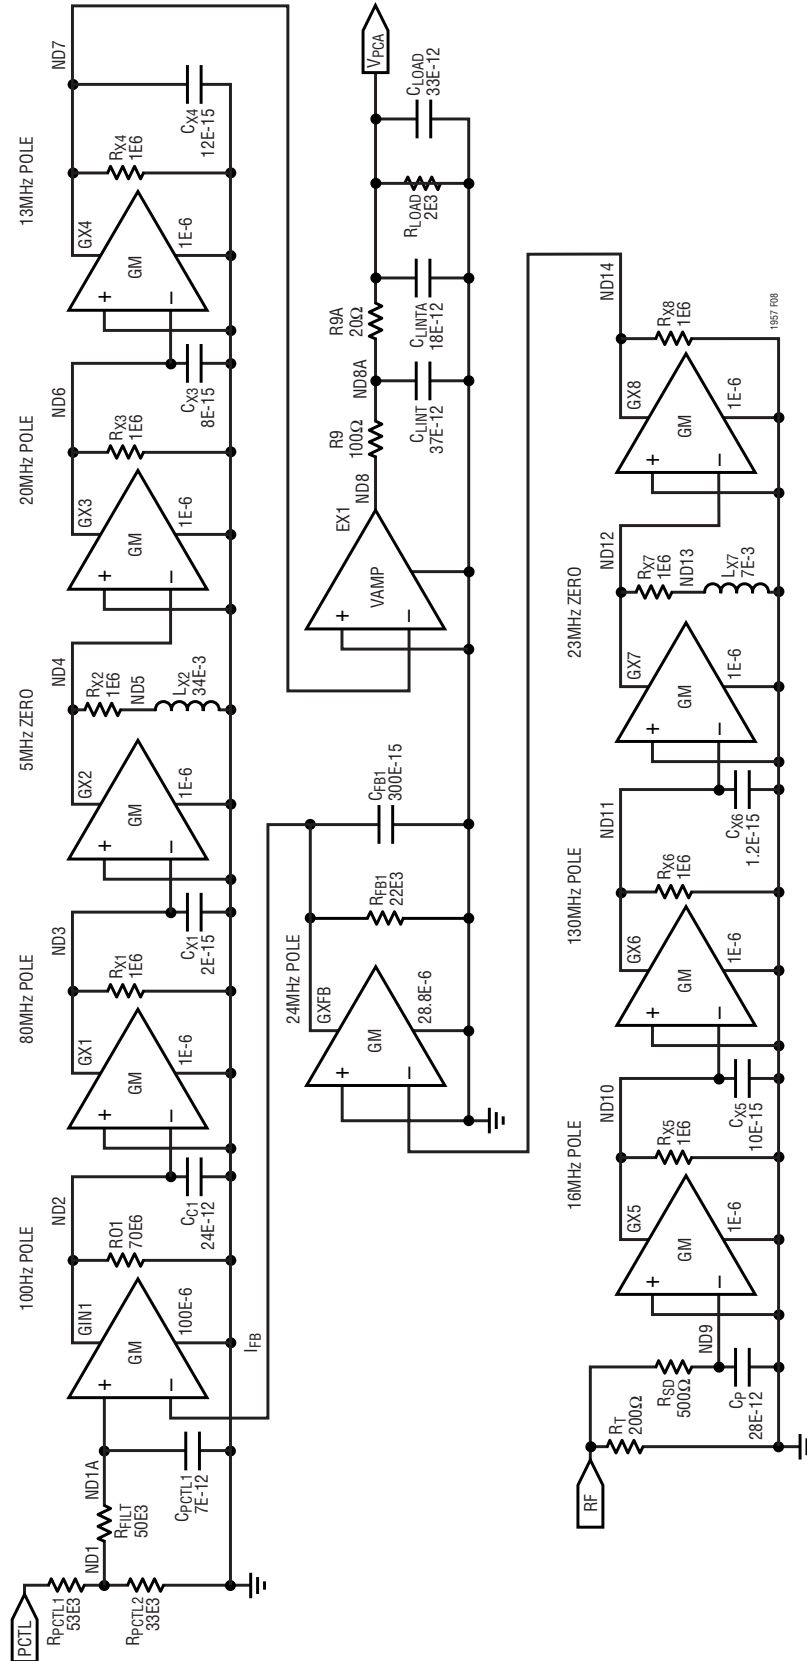 100Hz POLE
80MHz POLE
5MHz ZERO
20MHz POLE
13MHz POLE
PCTL
RPCTL1
53E3
RPCTL2
33E3
ND1
RFILT
50E3
ND1A
CPCTL1
7E-12
+
–
GM
GIN1
100E-6
ND2
RO1
70E6
CC1
24E-12
+
–
GM
GX1
1E-6
ND3
RX1
1E6
CX1
2E-15
+
–
GM
GX2
1E-6
ND4
RX2
1E6
ND5
LX2
34E-3
+
–
GM
GX3
1E-6
ND6
RX3
1E6
CX3
8E-15
+
–
GM
GX4
1E-6
ND7
RX4
1E6
CX4
12E-15
IFB
24MHz POLE
+
–
GM
GXFB
28.8E-6
RFB1
22E3
CFB1
300E-15
+
–
VAMP
EX1
ND8
R9
100Ω
ND8A
CLINT
37E-12
R9A
20Ω
CLINTA
18E-12
RLOAD
2E3
CLOAD
33E-12
VPCA
16MHz POLE
130MHz POLE
23MHz ZERO
RF
RT
200Ω
RSD
500Ω
CP
28E-12
ND9
+
–
GM
GX5
1E-6
ND10
RX5
1E6
CX5
10E-15
+
–
GM
GX6
1E-6
ND11
RX6
1E6
CX6
1.2E-15
+
–
GM
GX7
1E-6
ND12
RX7
1E6
ND13
LX7
7E-3
+
–
GM
GX8
1E-6
ND14
RX8
1E6
1957 F08